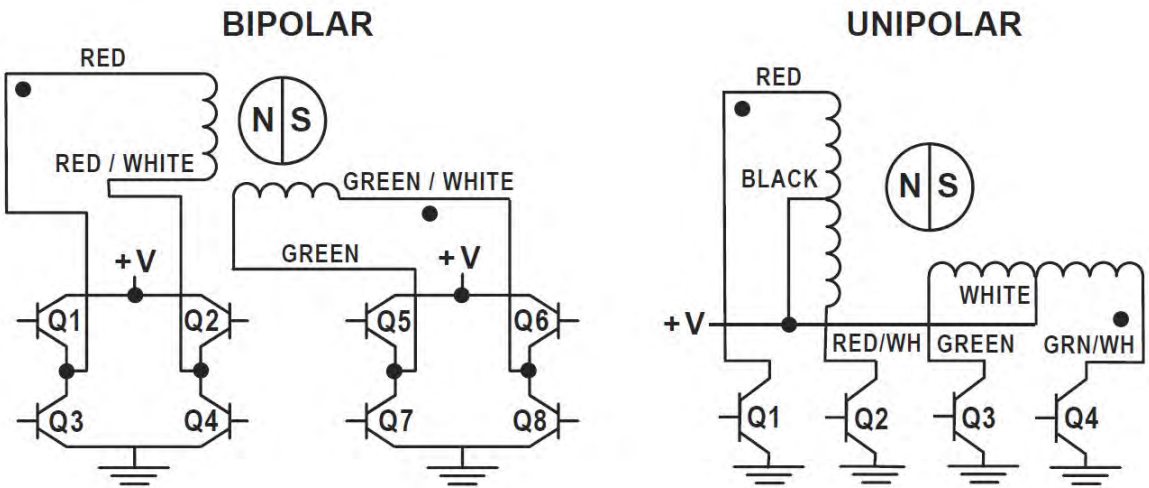 BIPOLAR
RED
N S
RED / WHITE
GREEN / WHITE
GREEN
+V
+V
Q1
Q2
Q5
Q6
Q3
Q4
Q7
Q8
UNIPOLAR
RED
BLACK
N S
WHITE
+V
RED/WH
GREEN
GRN/WH
Q1
Q2
Q3
Q4